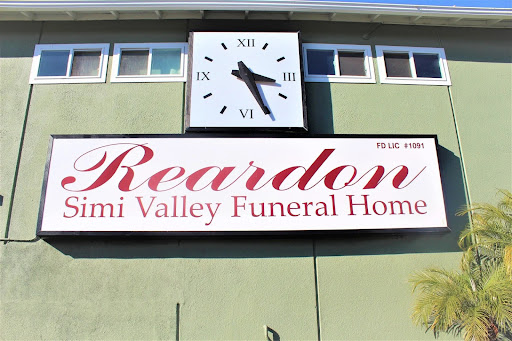 XII
IX III
VI
FD LIC #1091
Reardon
Simi Valley Funeral Home